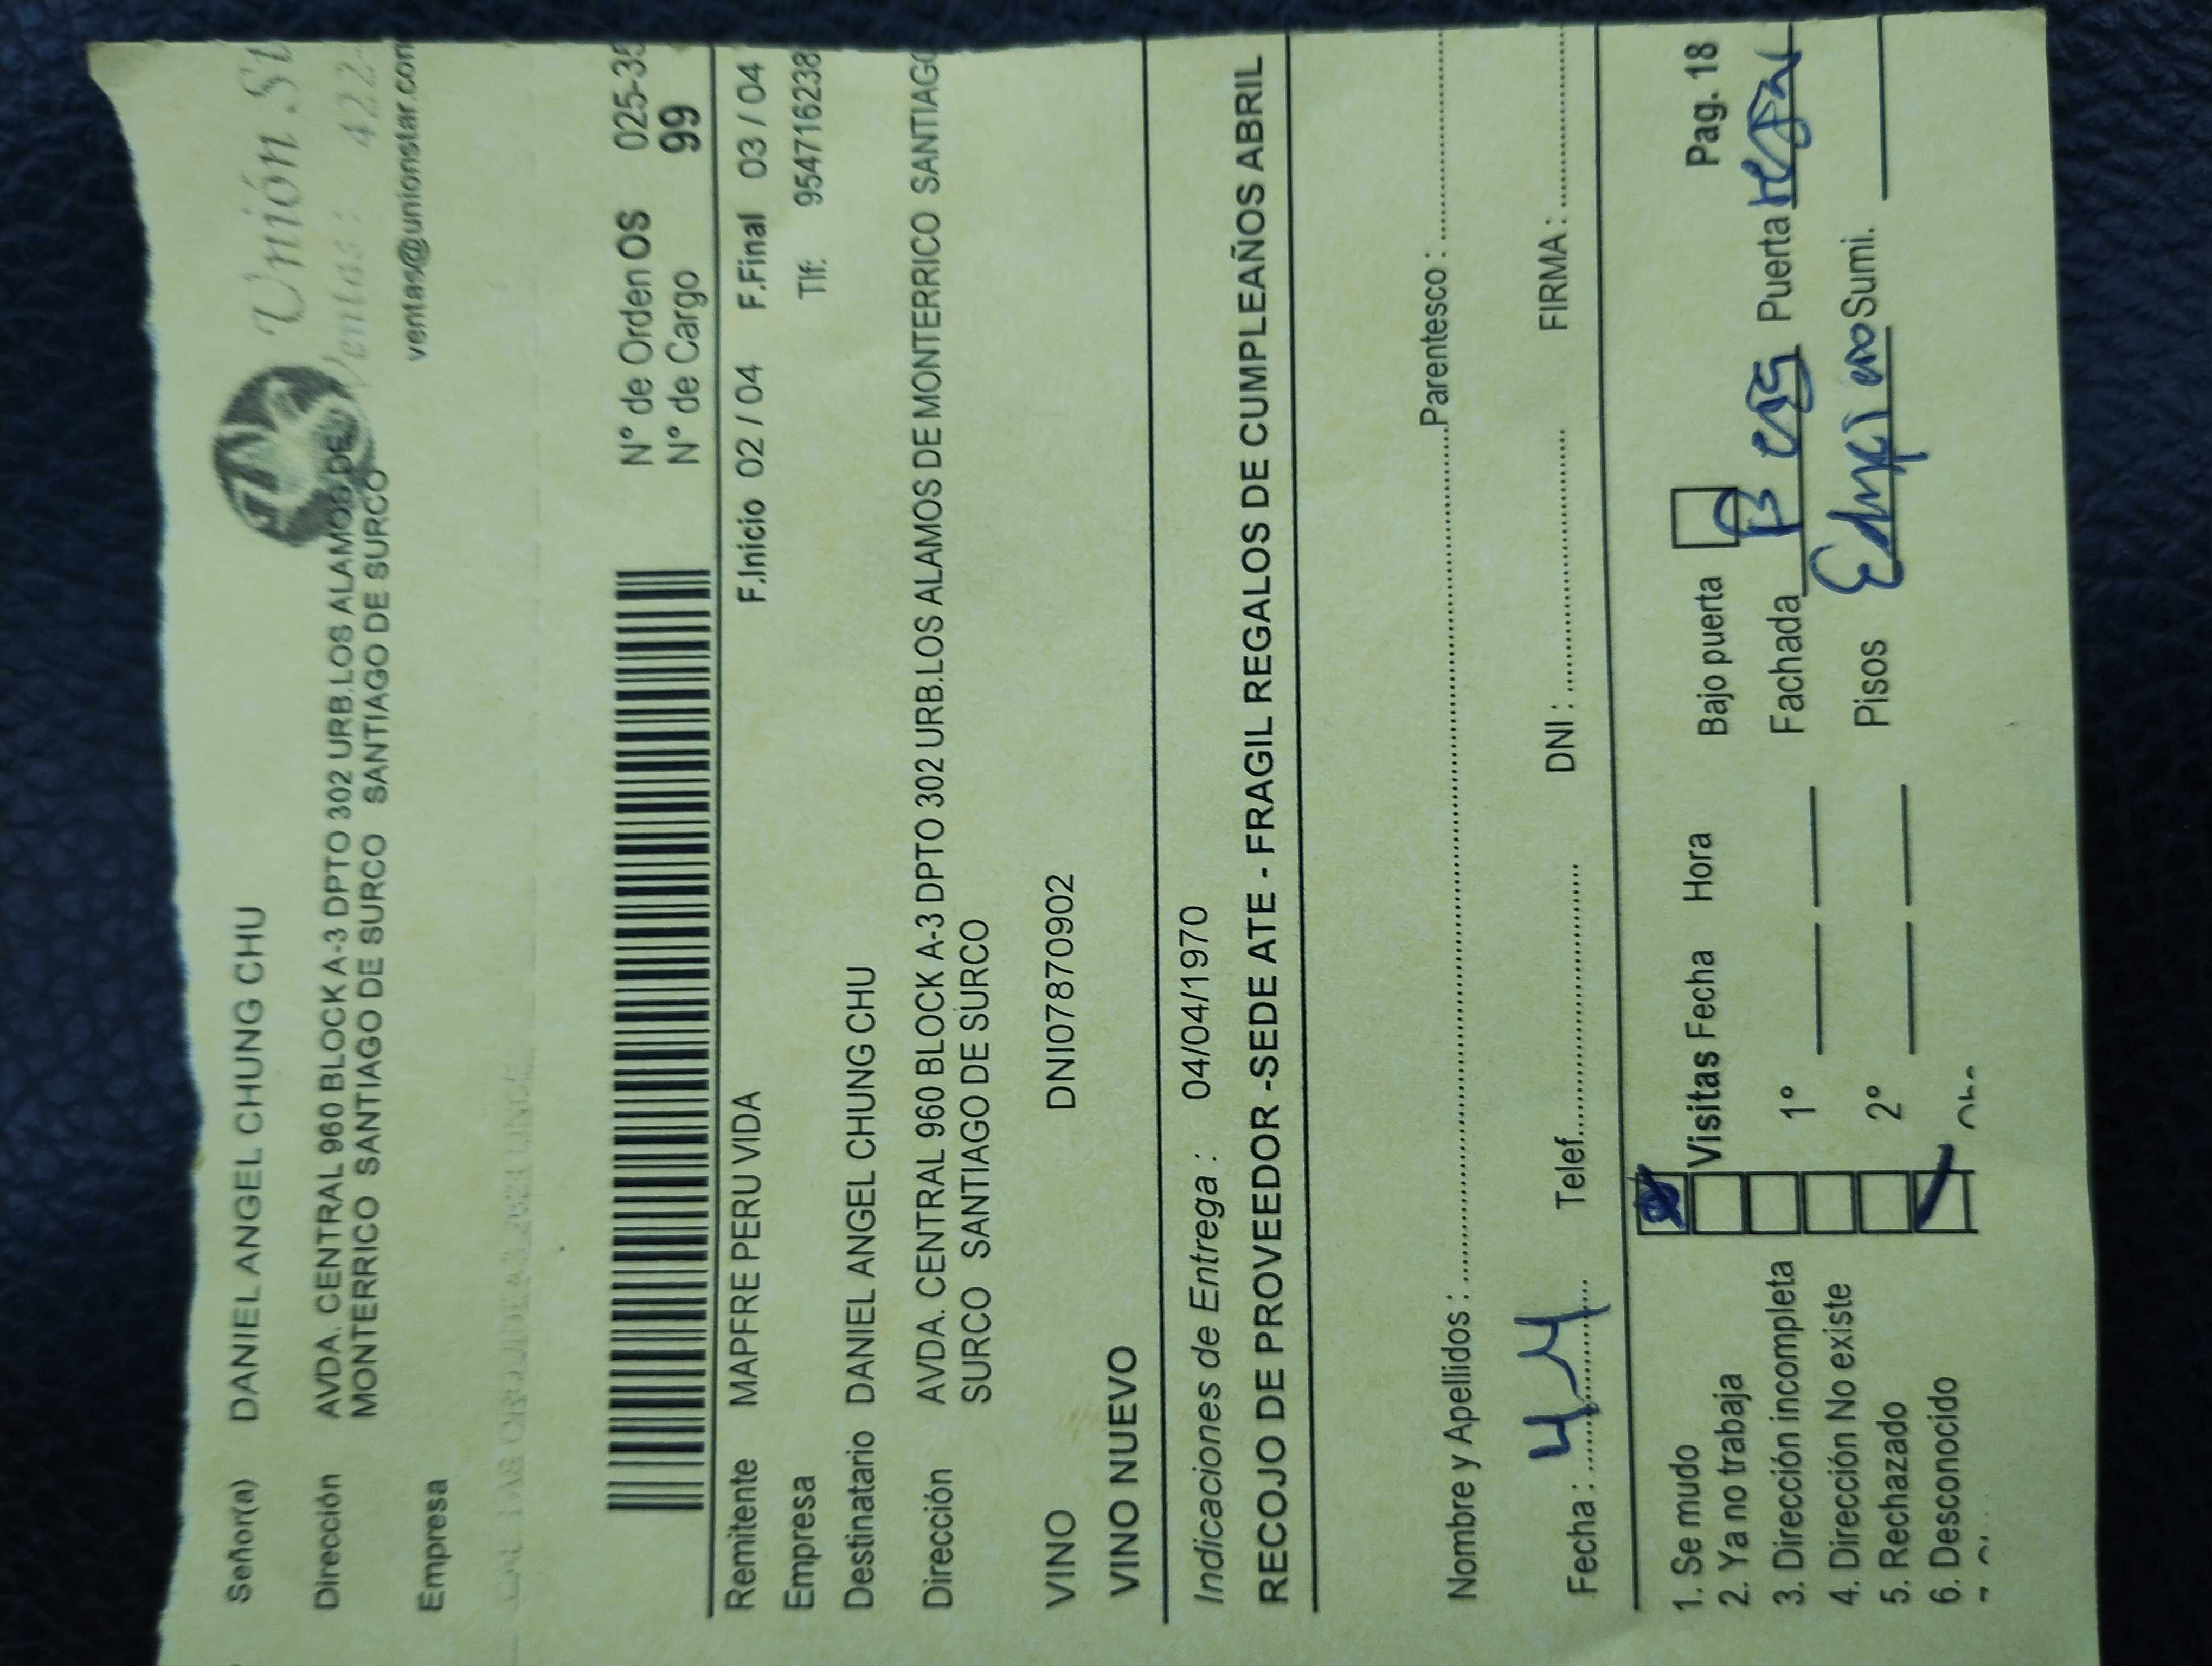 Señor(a) DANIEL ANGEL CHUNG CHU
Unión
Ventas: 422-
Dirección AVDA. CENTRAL 960 BLOCK A-3 DPTO 302 URB.LOS ALAMOS DE
MONTERRICO SANTIAGO DE SURCO SANTIAGO DE SURCO
ventas@unionstar.com
Empresa
N° de Orden OS 025-35
N° de Cargo 99
Remitente MAPFRE PERU VIDA F.Inicio 02 / 04 F.Final 03 / 04
Empresa Tlf: 954716238
Destinatario DANIEL ANGEL CHUNG CHU
Dirección AVDA. CENTRAL 960 BLOCK A-3 DPTO 302 URB.LOS ALAMOS DE MONTERRICO SANTIAGO
SURCO SANTIAGO DE SURCO
VINO DNI07870902
VINO NUEVO
Indicaciones de Entrega : 04/04/1970
RECOJO DE PROVEEDOR -SEDE ATE - FRAGIL REGALOS DE CUMPLEAÑOS ABRIL
Nombre y Apellidos : Parentesco :
Fecha : 4 4 Telef. DNI : FIRMA :
1. Se mudo Visitas Fecha Hora Bajo puerta Pag. 18
2. Ya no trabaja
3. Dirección incompleta 1° Fachada Puerta
4. Dirección No existe
5. Rechazado 2° Pisos Sumi.
6. Desconocido